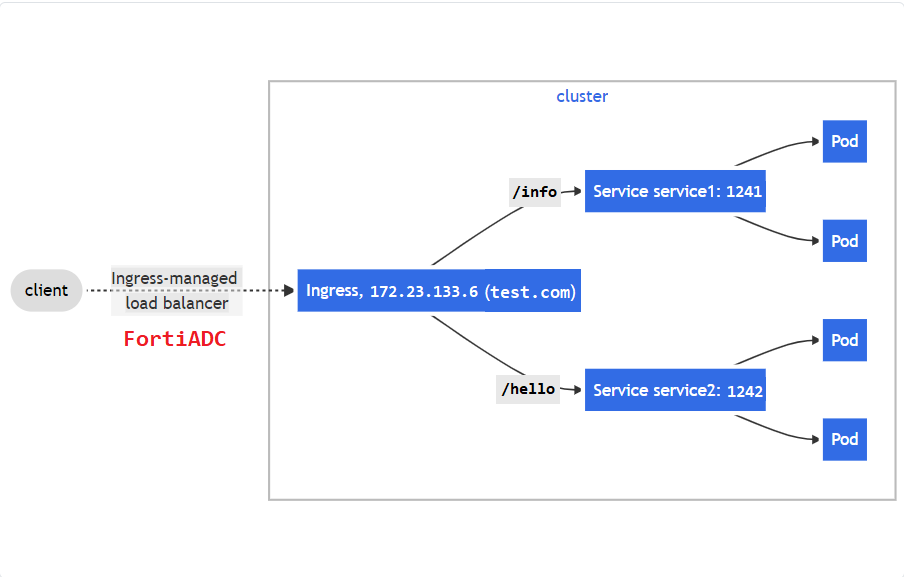 cluster
Pod
/info
Service service1: 1241
Pod
client
Ingress-managed
load balancer
FortiADC
Ingress, 172.23.133.6 (test.com)
Pod
/hello
Service service2: 1242
Pod